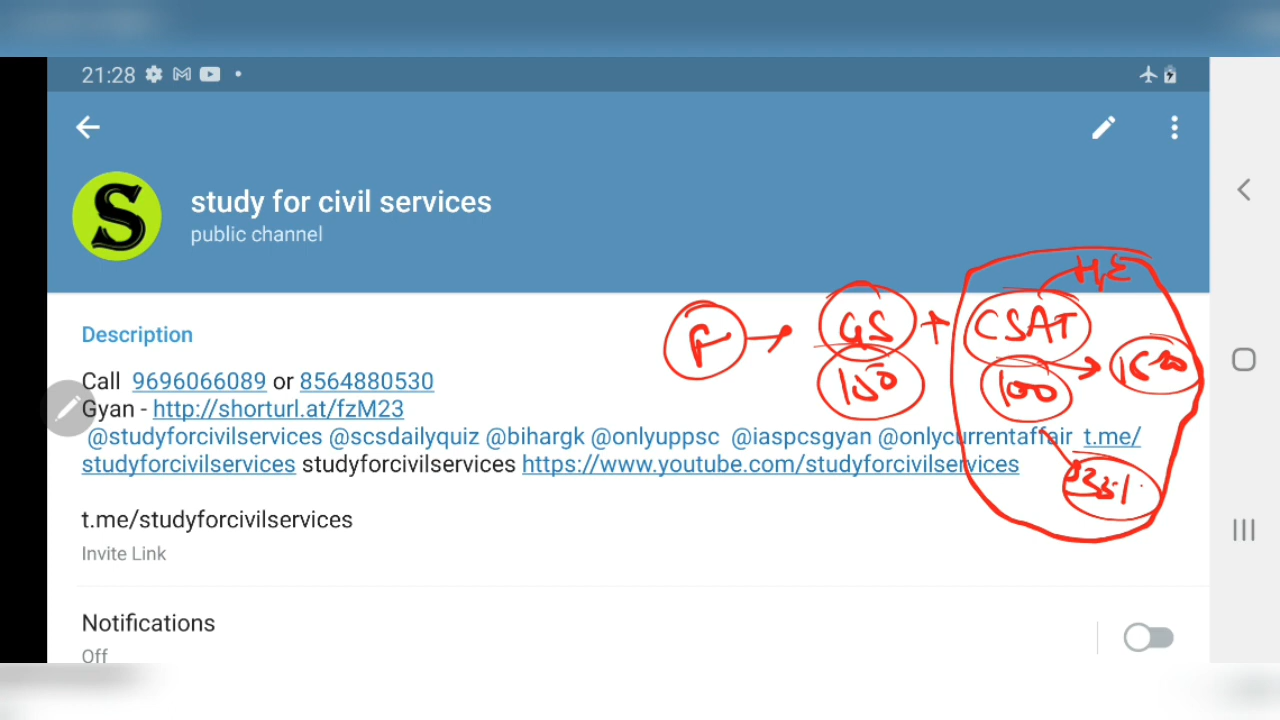 21:28
study for civil services
public channel
H,E
P → GS + CSAT
150 100
33%
Description
Call 9696066089 or 8564880530
Gyan - http://shorturl.at/fzM23
@studyforcivilservices @scsdailyquiz @bihargk @onlyuppsc @iaspcsgyan @onlycurrentaffair t.me/
studyforcivilservices studyforcivilservices https://www.youtube.com/studyforcivilservices
t.me/studyforcivilservices
Invite Link
Notifications
Off